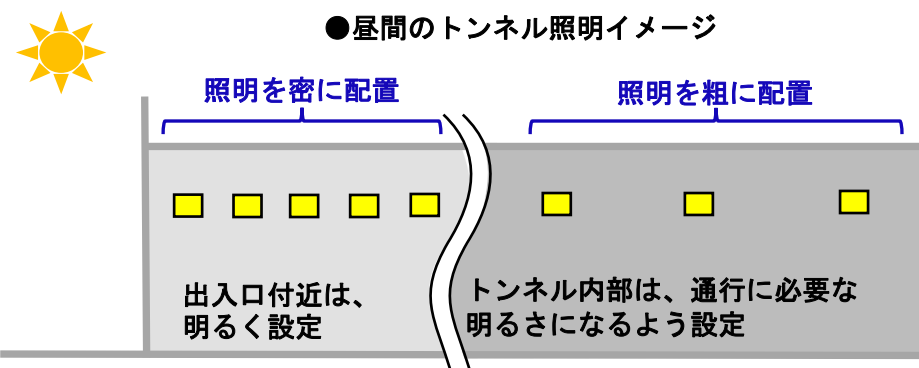 ●昼間のトンネル照明イメージ
照明を密に配置
照明を粗に配置
出入口付近は、
明るく設定
トンネル内部は、通行に必要な
明るさになるよう設定